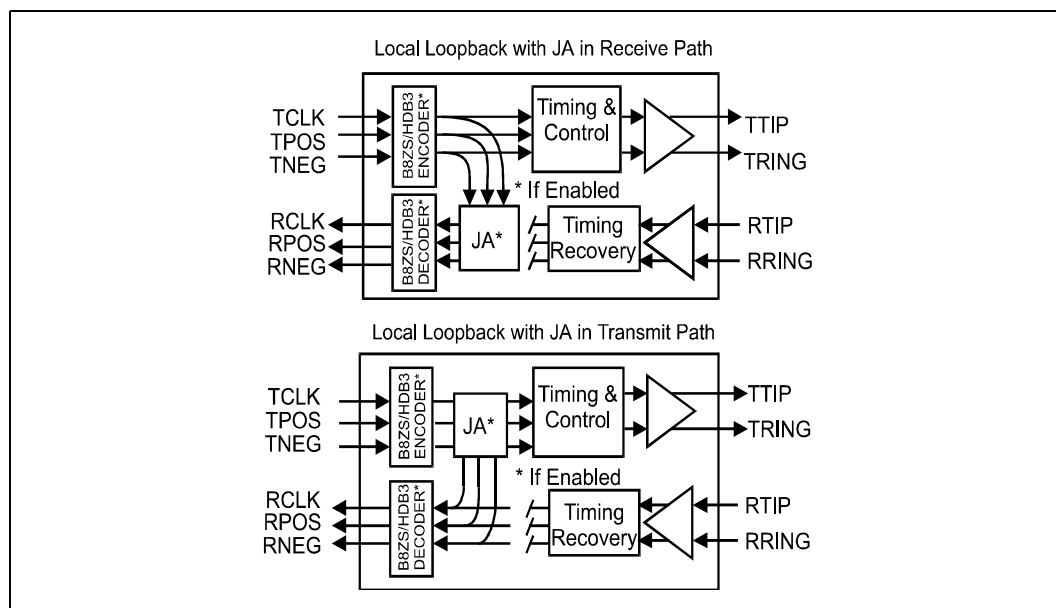 Local Loopback with JA in Receive Path
TCLK
TPOS
TNEG
B8ZS/HDB3
ENCODER*
Timing &
Control
TTIP
TRING
* If Enabled
RCLK
RPOS
RNEG
B8ZS/HDB3
DECODER*
JA*
Timing
Recovery
RTIP
RRING
Local Loopback with JA in Transmit Path
TCLK
TPOS
TNEG
B8ZS/HDB3
ENCODER*
JA*
Timing &
Control
TTIP
TRING
* If Enabled
RCLK
RPOS
RNEG
B8ZS/HDB3
DECODER*
Timing
Recovery
RTIP
RRING